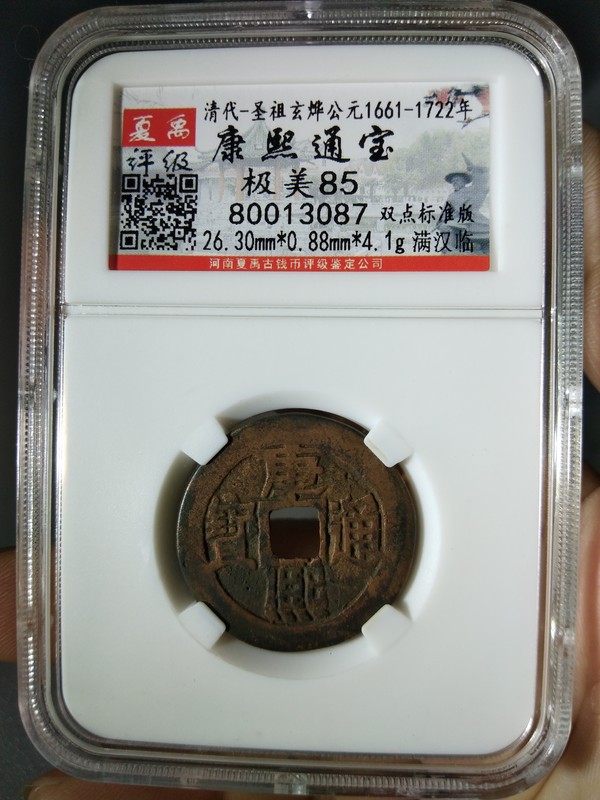 清代-圣祖玄烨公元1661-1722年
夏禹
评级
康熙通宝
极美85
80013087 双点标准版
26.30mm*0.88mm*4.1g 满汉临
河南夏禹古钱币评级鉴定公司
康熙通寳